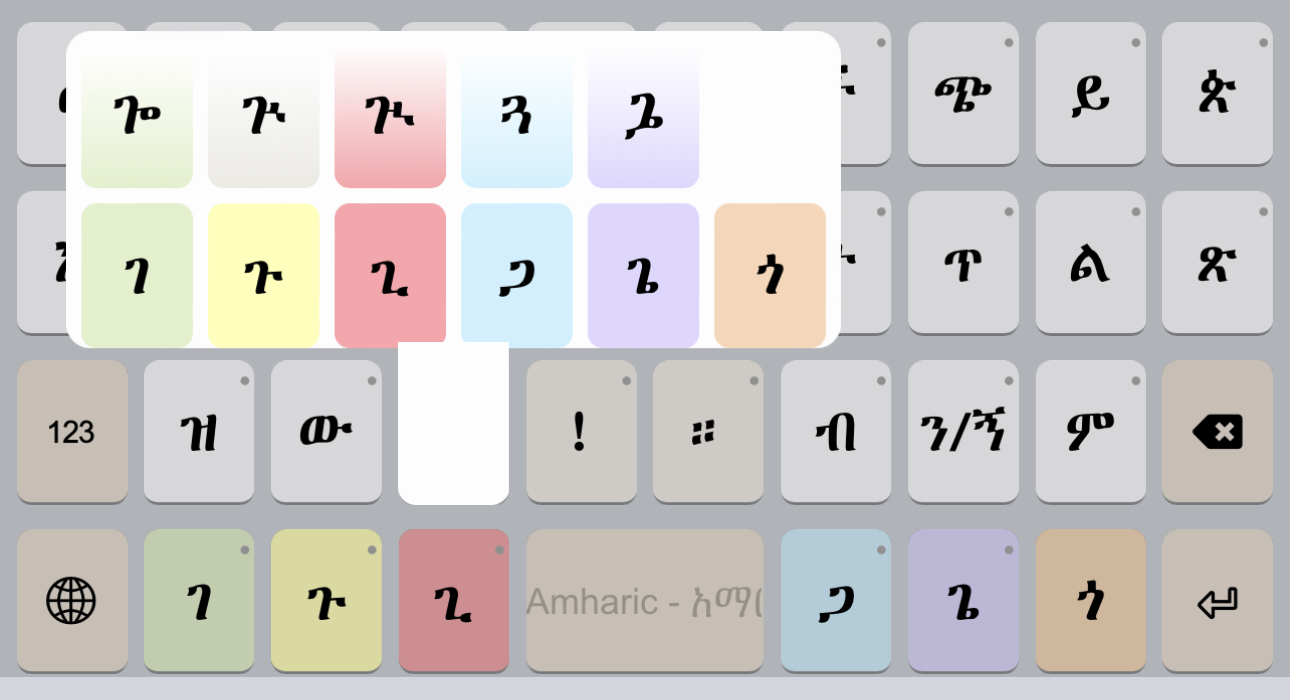 ጐ ጒ ጕ ጓ ጔ ጭ ይ ጵ
ገ ጉ ጊ ጋ ጌ ጎ ጥ ል ጽ
123 ዝ ው ! ። ብ ን/ኝ ም
ገ ጉ ጊ Amharic - አማ ጋ ጌ ጎ